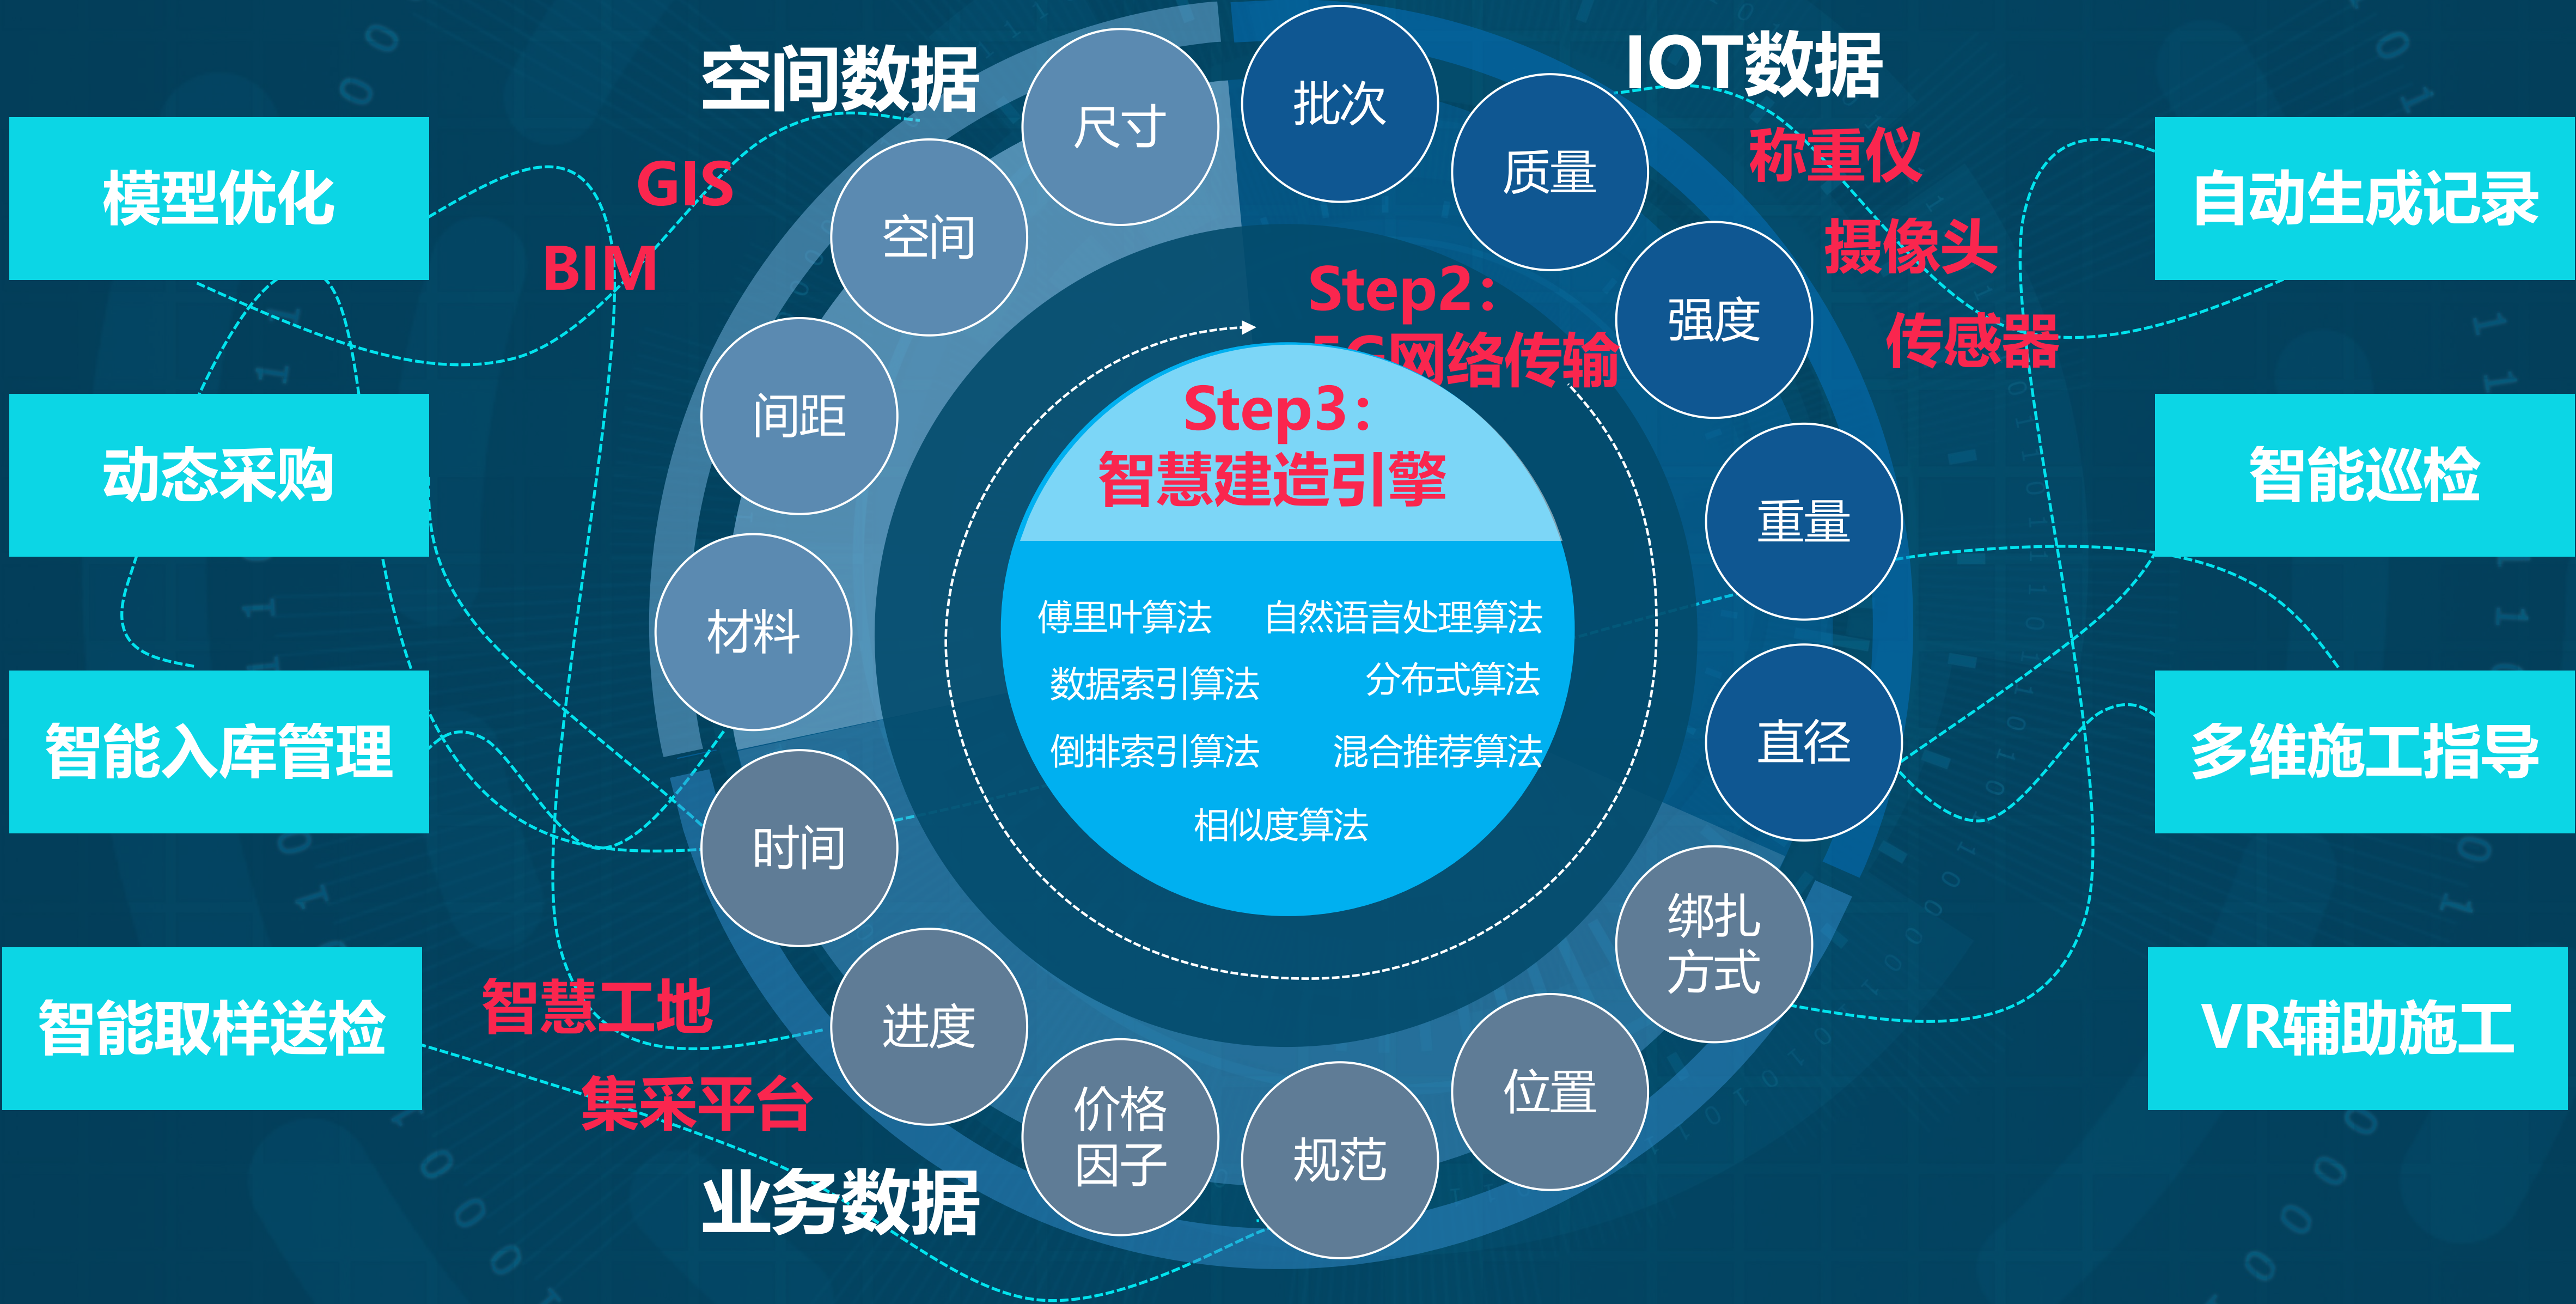 空间数据
IOT数据
GIS
BIM
称重仪
摄像头
传感器
模型优化
动态采购
智能入库管理
智能取样送检
自动生成记录
智能巡检
多维施工指导
VR辅助施工
尺寸
空间
间距
材料
批次
质量
强度
重量
直径
时间
进度
价格
因子
规范
位置
绑扎
方式
Step2：
网络传输
Step3：
智慧建造引擎
傅里叶算法
自然语言处理算法
数据索引算法
分布式算法
倒排索引算法
混合推荐算法
相似度算法
智慧工地
集采平台
业务数据